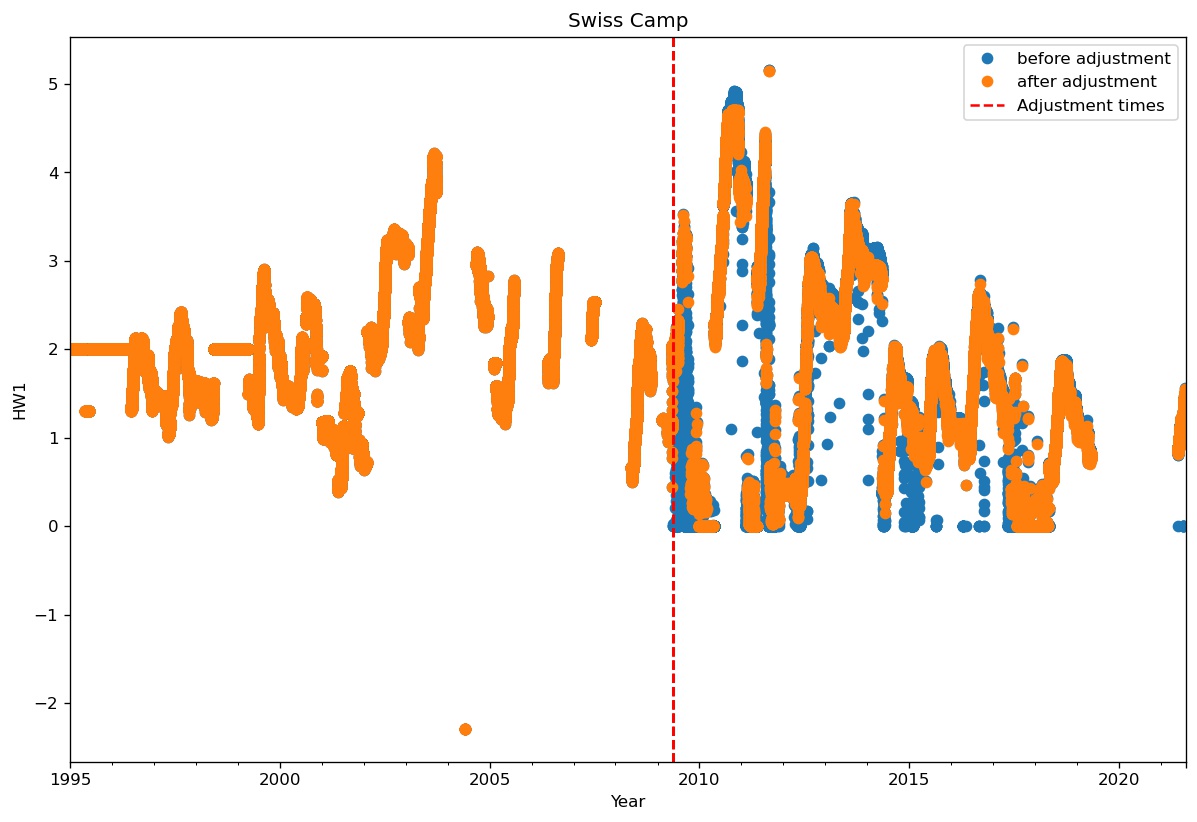 Swiss Camp
before adjustment
after adjustment
Adjustment times
HW1
5
4
3
2
1
0
−1
−2
1995
2000
2005
2010
2015
2020
Year